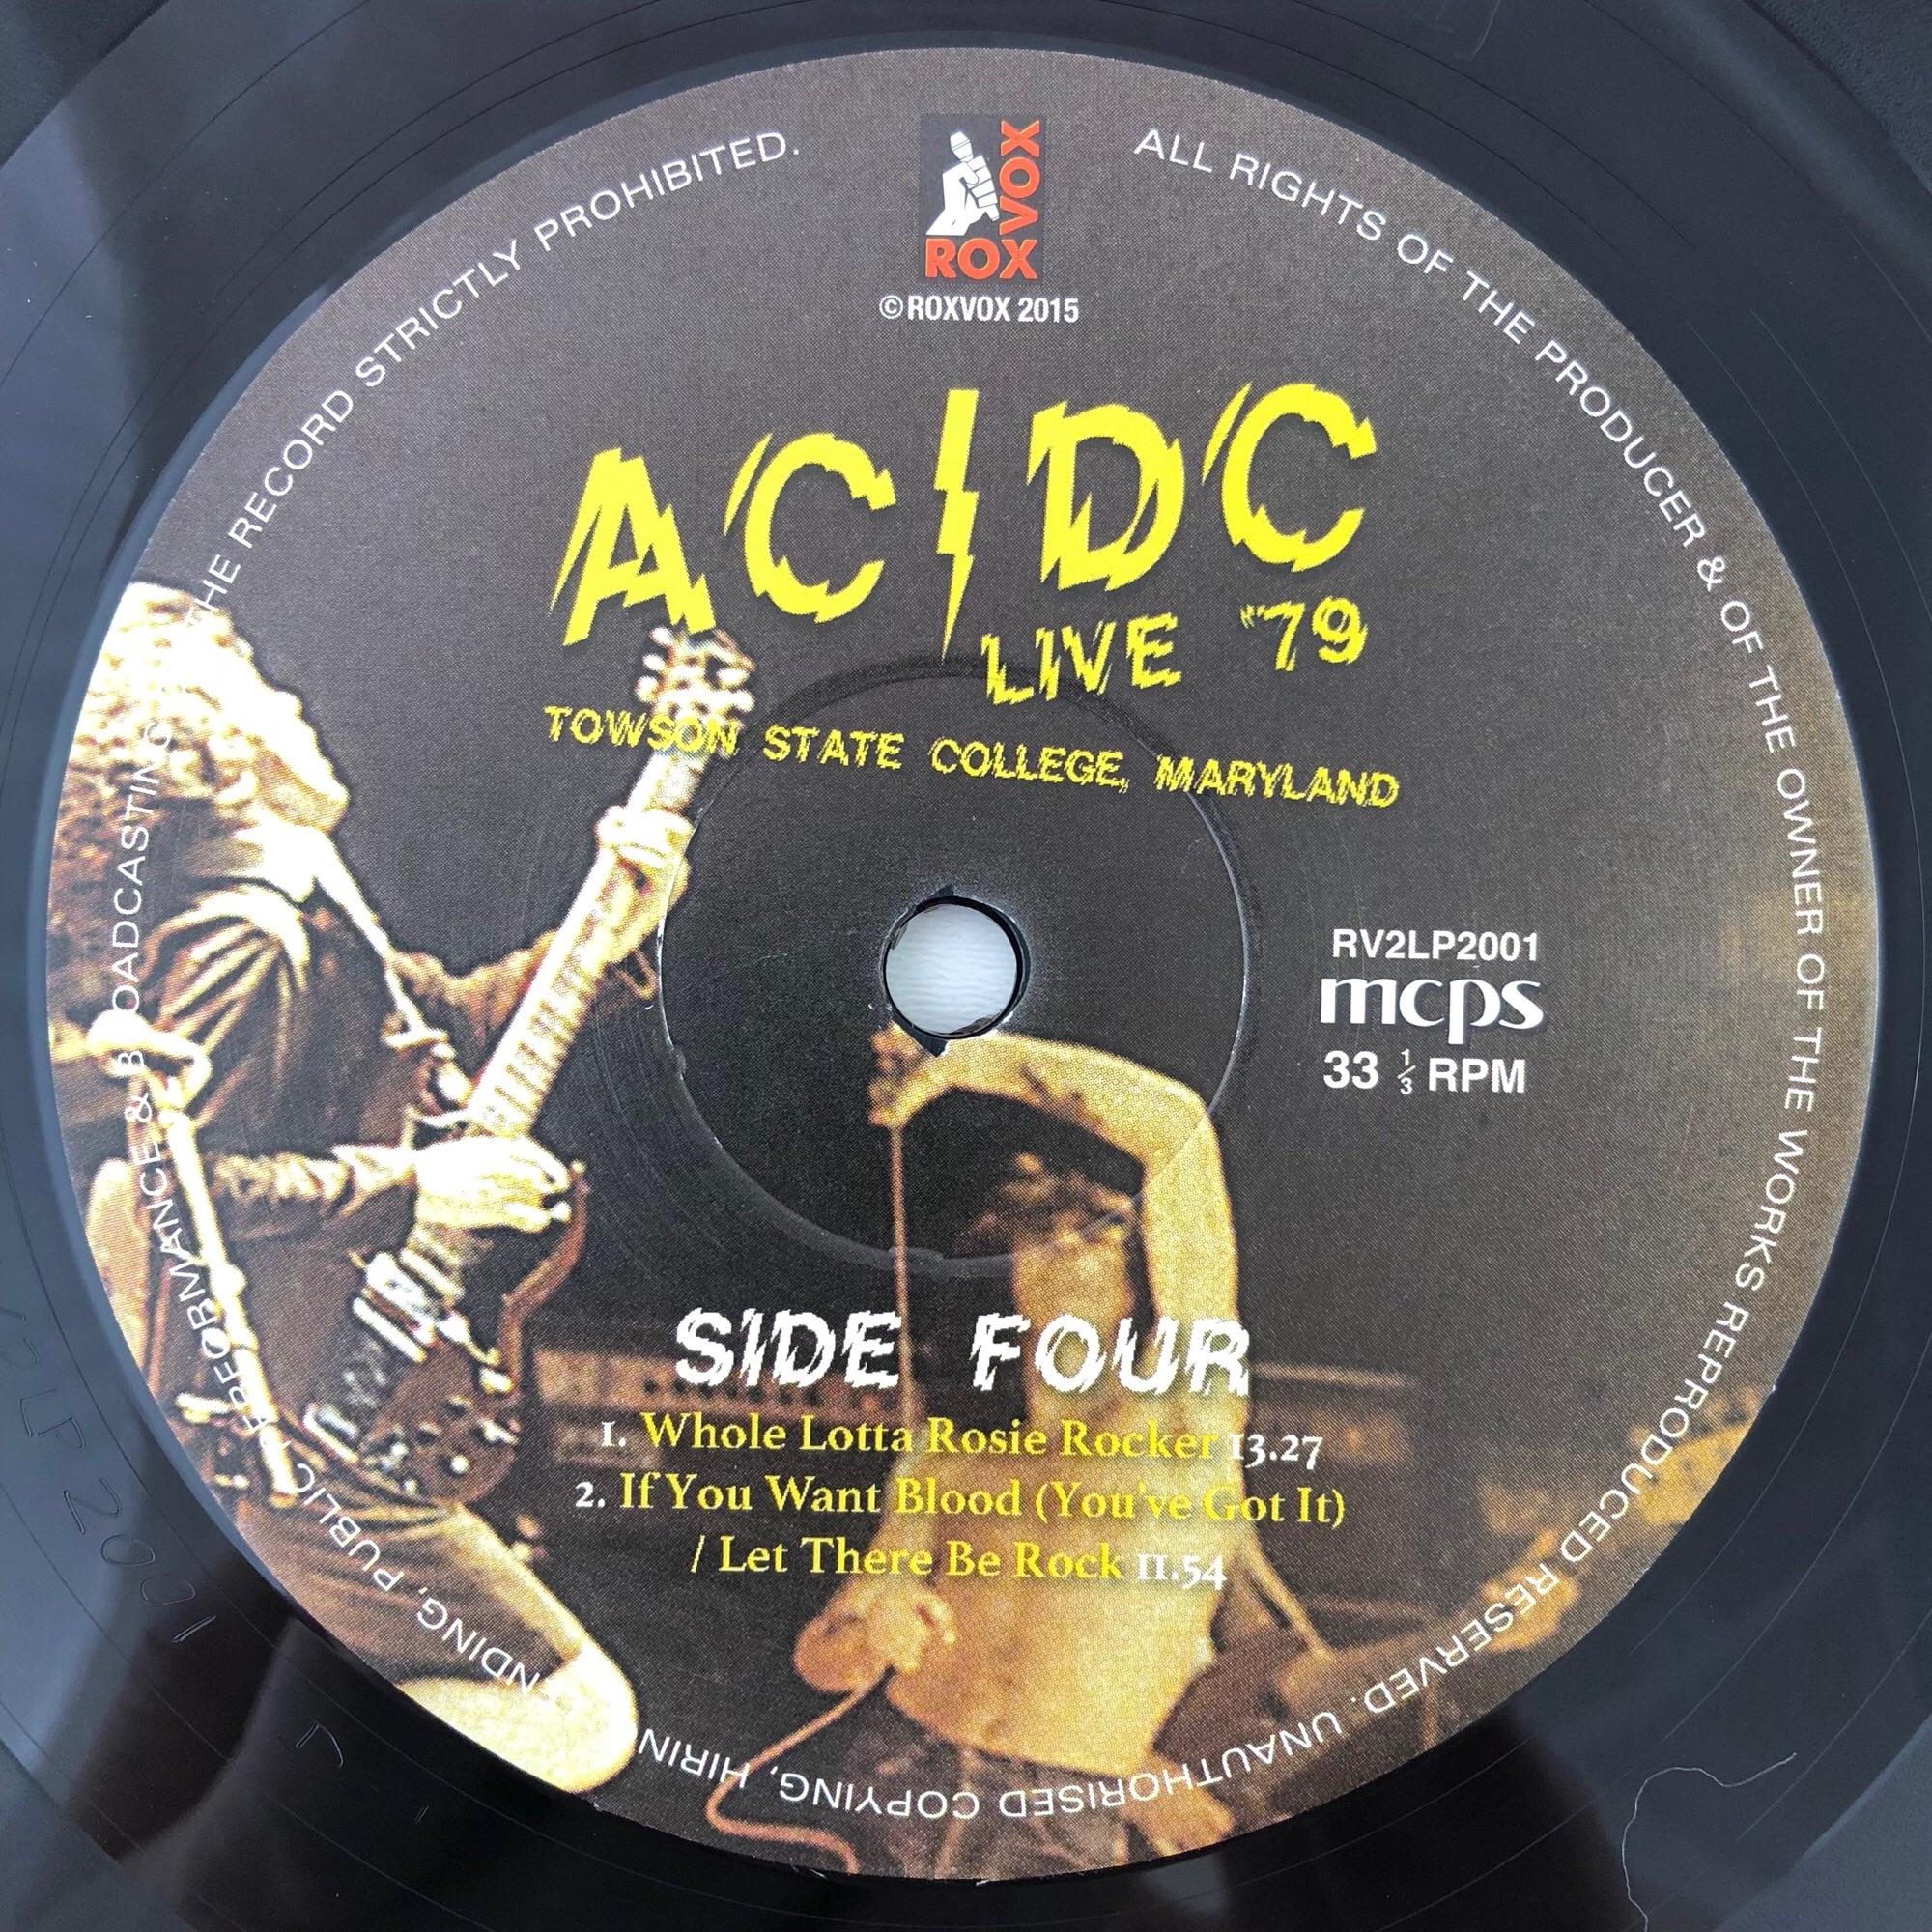 VOX
ROX
© ROXVOX 2015
AC/DC
LIVE "79
TOWSON STATE COLLEGE, MARYLAND
RV2LP2001
mcps
33 1/3 RPM
SIDE FOUR
1. Whole Lotta Rosie Rocker 13.27
2. If You Want Blood (You've Got It)
/ Let There Be Rock 11.54
ALL RIGHTS OF THE PRODUCER & OF THE OWNER OF THE WORKS REPRODUCED RESERVED. UNAUTHORISED COPYING, HIRIN NDING, PUBLIC PERFORMANCE & BROADCASTING THE RECORD STRICTLY PROHIBITED.